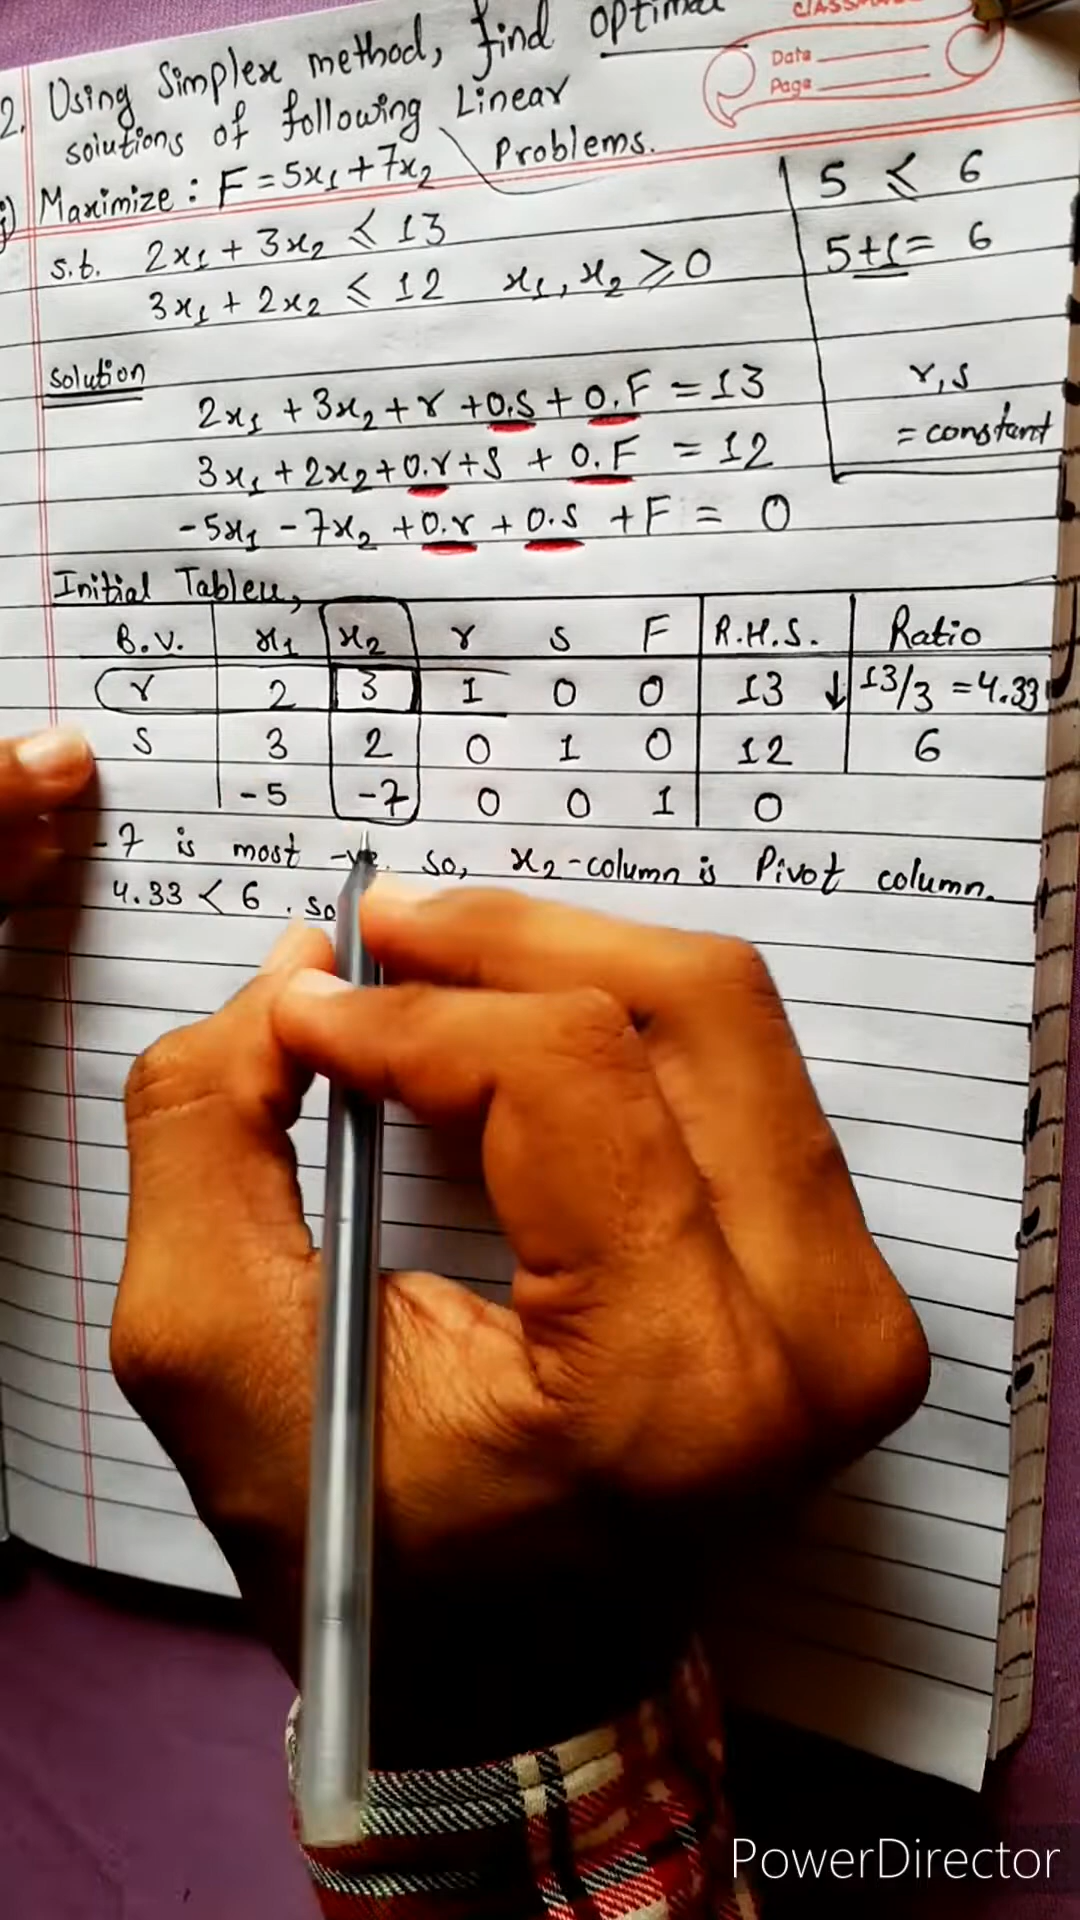 2. Using Simplex method, find optimal
solutions of following Linear
Problems.
i) Maximize : F = 5x₁ + 7x₂
s.t. 2x₁ + 3x₂ ≤ 13
3x₁ + 2x₂ ≤ 12 x₁, x₂ ≥ 0
5 ≤ 6
5+1 = 6
r, s
= constant
Solution
2x₁ + 3x₂ + r + 0.s + 0.F = 13
3x₁ + 2x₂ + 0.r + s + 0.F = 12
-5x₁ - 7x₂ + 0.r + 0.s + F = 0
Initial Tableu,
B.V. x₁ x₂ r s F R.H.S. Ratio
r 2 3 1 0 0 13 ↓ 13/3 = 4.33
s 3 2 0 1 0 12 6
-5 -7 0 0 1 0
-7 is most -ve. so, x₂-column is Pivot column.
4.33 < 6 . so
Date
Page
PowerDirector